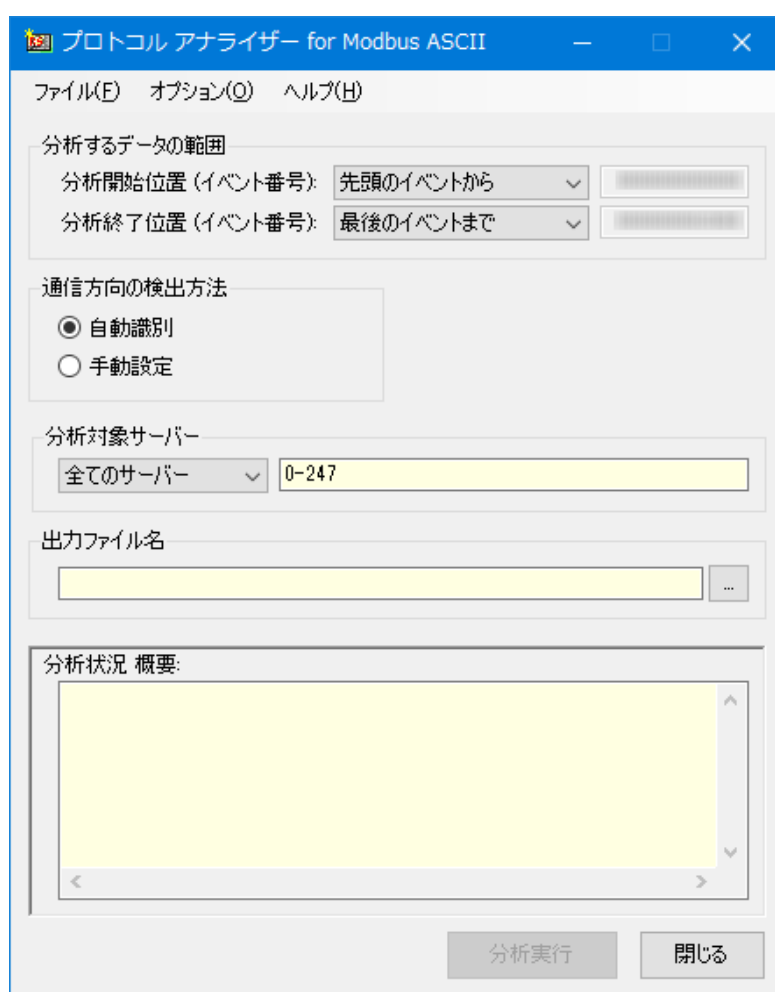 プロトコル アナライザー for Modbus ASCII
ファイル(F) オプション(O) ヘルプ(H)
分析するデータの範囲
分析開始位置 (イベント番号): 先頭のイベントから
分析終了位置 (イベント番号): 最後のイベントまで
通信方向の検出方法
自動識別
手動設定
分析対象サーバー
全てのサーバー 0-247
出力ファイル名
...
分析状況 概要:
分析実行 閉じる